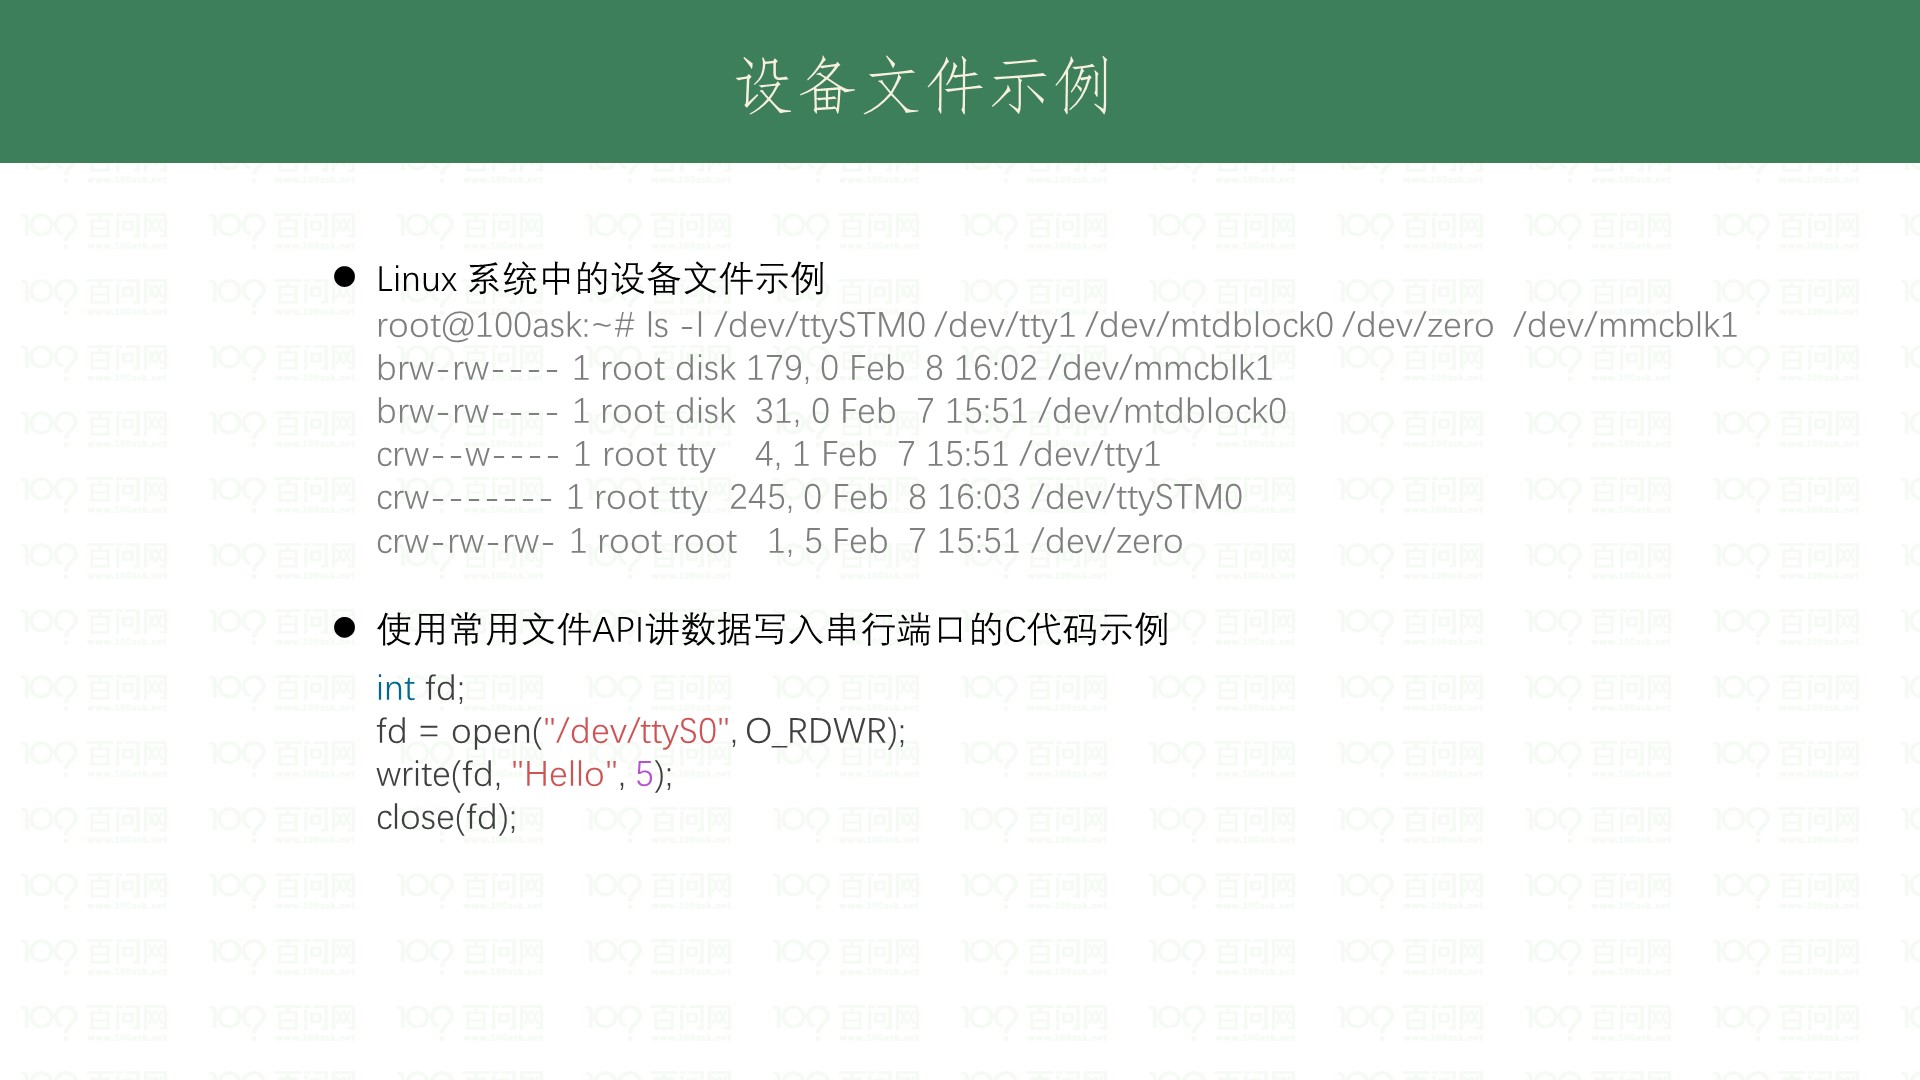 设备文件示例
Linux 系统中的设备文件示例
root@100ask:~# ls -l /dev/ttySTM0 /dev/tty1 /dev/mtdblock0 /dev/zero  /dev/mmcblk1
brw-rw---- 1 root disk 179, 0 Feb  8 16:02 /dev/mmcblk1
brw-rw---- 1 root disk  31, 0 Feb  7 15:51 /dev/mtdblock0
crw--w---- 1 root tty    4, 1 Feb  7 15:51 /dev/tty1
crw------- 1 root tty  245, 0 Feb  8 16:03 /dev/ttySTM0
crw-rw-rw- 1 root root   1, 5 Feb  7 15:51 /dev/zero
使用常用文件API讲数据写入串行端口的C代码示例
int fd;
fd = open("/dev/ttyS0", O_RDWR);
write(fd, "Hello", 5);
close(fd);